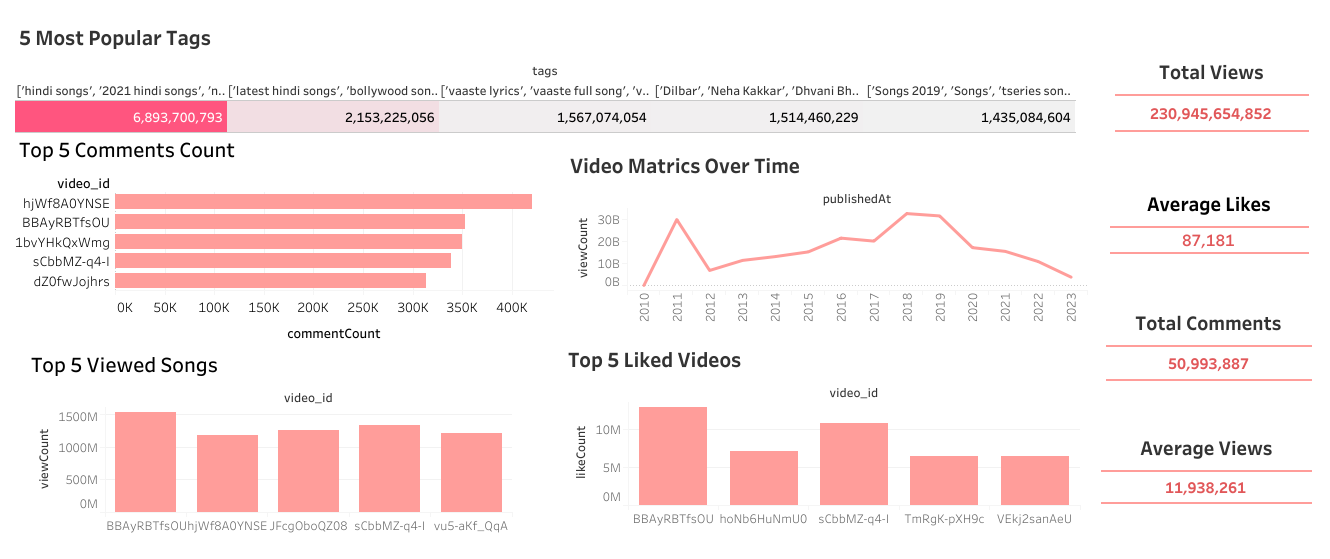 5 Most Popular Tags
tags
['hindi songs', '2021 hindi songs', 'n..
['latest hindi songs', 'bollywood son..
['vaaste lyrics', 'vaaste full song', 'v..
['Dilbar', 'Neha Kakkar', 'Dhvani Bh..
['Songs 2019', 'Songs', 'tseries son..
6,893,700,793
2,153,225,056
1,567,074,054
1,514,460,229
1,435,084,604
Total Views
230,945,654,852
Top 5 Comments Count
video_id
hjWf8A0YNSE
BBAyRBTfsOU
1bvYHkQxWmg
sCbbMZ-q4-I
dZ0fwJojhrs
0K
50K
100K
150K
200K
250K
300K
350K
400K
commentCount
Video Matrics Over Time
publishedAt
viewCount
30B
20B
10B
0B
2010
2011
2012
2013
2014
2015
2016
2017
2018
2019
2020
2021
2022
2023
Average Likes
87,181
Total Comments
50,993,887
Top 5 Viewed Songs
video_id
viewCount
1500M
1000M
500M
0M
BBAyRBTfsOU
hjWf8A0YNSE
JFcgOboQZ08
sCbbMZ-q4-I
vu5-aKf_QqA
Top 5 Liked Videos
video_id
likeCount
10M
5M
0M
BBAyRBTfsOU
hoNb6HuNmU0
sCbbMZ-q4-I
TmRgK-pXH9c
VEkj2sanAeU
Average Views
11,938,261